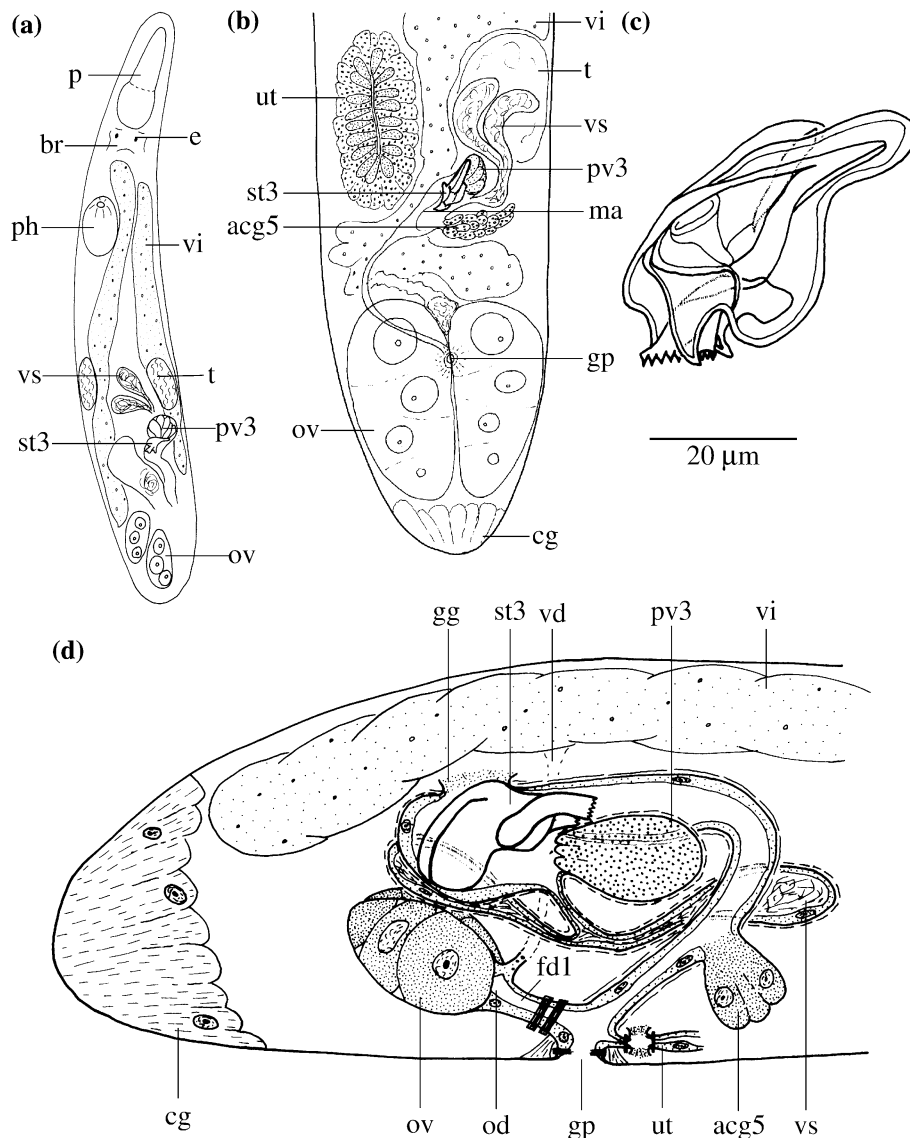 (a)
p
br
e
ph
vi
vs
t
st3
pv3
ov
(b)
vi
t
ut
vs
st3
pv3
acg5
ma
gp
ov
cg
(c)
20 μm
(d)
gg
st3
vd
pv3
vi
fd1
cg
ov
od
gp
ut
acg5
vs